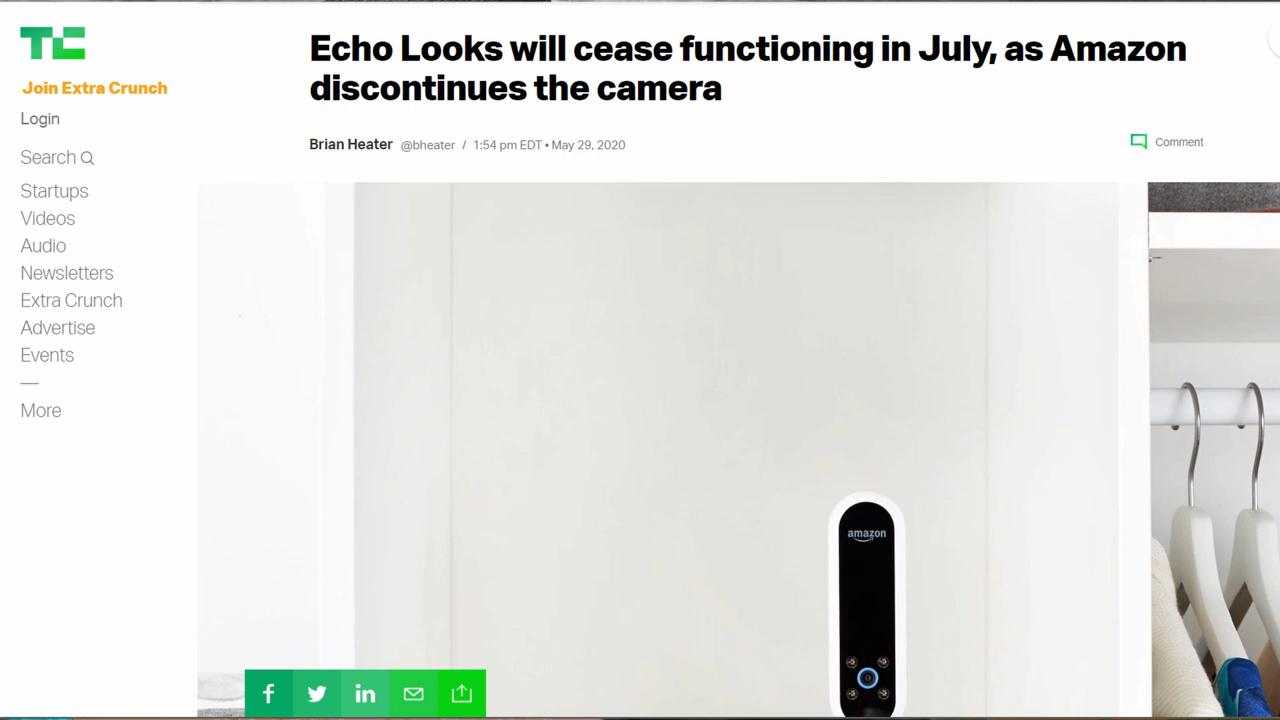 TC
Join Extra Crunch
Login
Search
Startups
Videos
Audio
Newsletters
Extra Crunch
Advertise
Events
—
More
Echo Looks will cease functioning in July, as Amazon
discontinues the camera
Brian Heater @bheater / 1:54 pm EDT • May 29, 2020
Comment
amazon